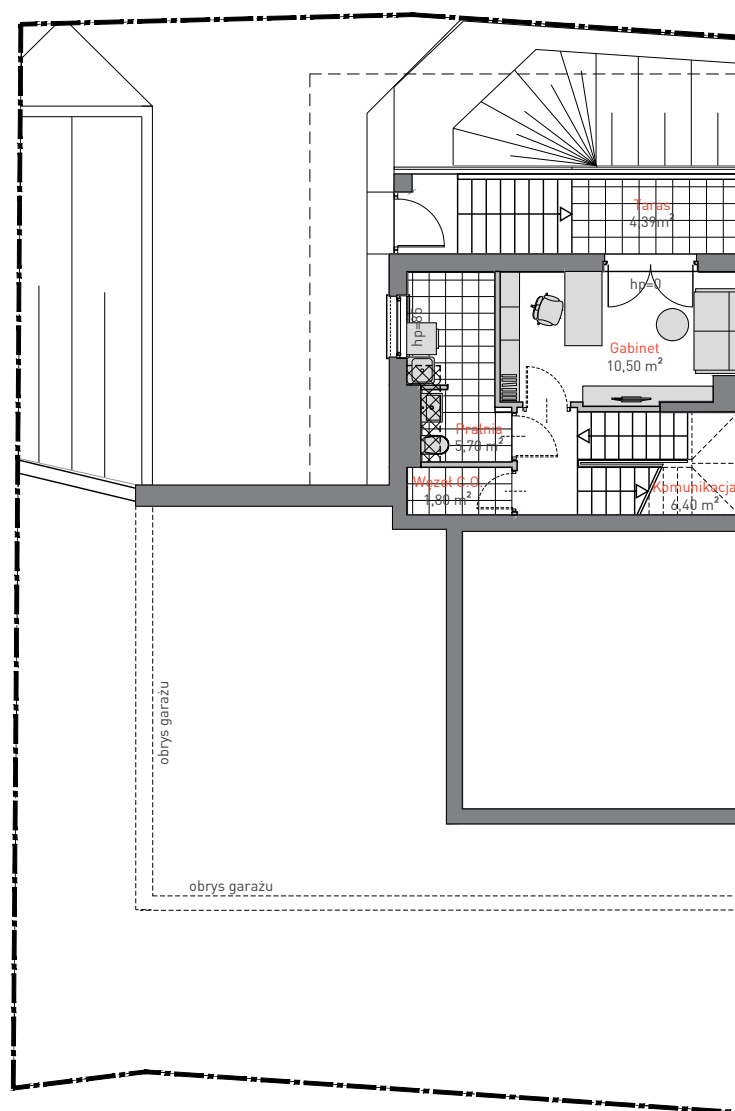 Taras
4,39m²
hp=0
hp=85
Gabinet
10,50 m²
Pralnia
5,70 m²
Węzeł C.O.
1,80 m²
Komunikacja
6,40 m²
obrys garażu
obrys garażu